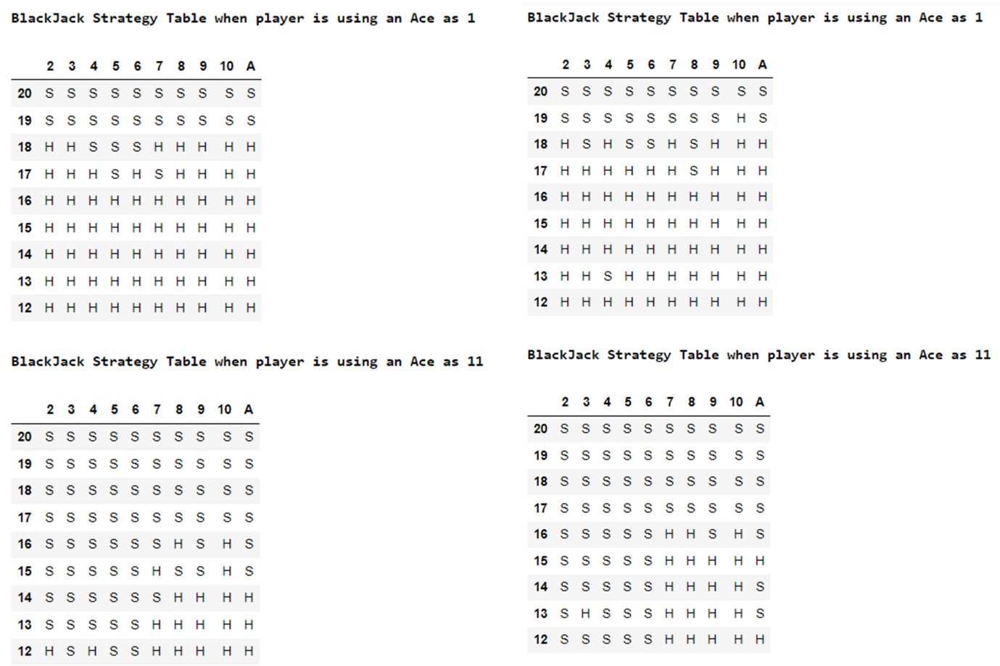 BlackJack Strategy Table when player is using an Ace as 1
2 3 4 5 6 7 8 9 10 A
20 S S S S S S S S S S
19 S S S S S S S S S S
18 H H S S S H H H H H
17 H H H S H S H H H H
16 H H H H H H H H H H
15 H H H H H H H H H H
14 H H H H H H H H H H
13 H H H H H H H H H H
12 H H H H H H H H H H
BlackJack Strategy Table when player is using an Ace as 11
2 3 4 5 6 7 8 9 10 A
20 S S S S S S S S S S
19 S S S S S S S S S S
18 S S S S S S S S S S
17 S S S S S S S S S S
16 S S S S S S H S H S
15 S S S S S H S S H S
14 S S S S S S H H H H
13 S S S S S H H H H H
12 H S H S S H H H H H
BlackJack Strategy Table when player is using an Ace as 1
2 3 4 5 6 7 8 9 10 A
20 S S S S S S S S S S
19 S S S S S S S S H S
18 H S H S S H S H H H
17 H H H H H H S H H H
16 H H H H H H H H H H
15 H H H H H H H H H H
14 H H H H H H H H H H
13 H H S H H H H H H H
12 H H H H H H H H H H
BlackJack Strategy Table when player is using an Ace as 11
2 3 4 5 6 7 8 9 10 A
20 S S S S S S S S S S
19 S S S S S S S S S S
18 S S S S S S S S S S
17 S S S S S S S S S S
16 S S S S S H H S H S
15 S S S S S H H H H H
14 S S S S S H H H H S
13 S H S S S H H H H S
12 S S S S S H H H H H